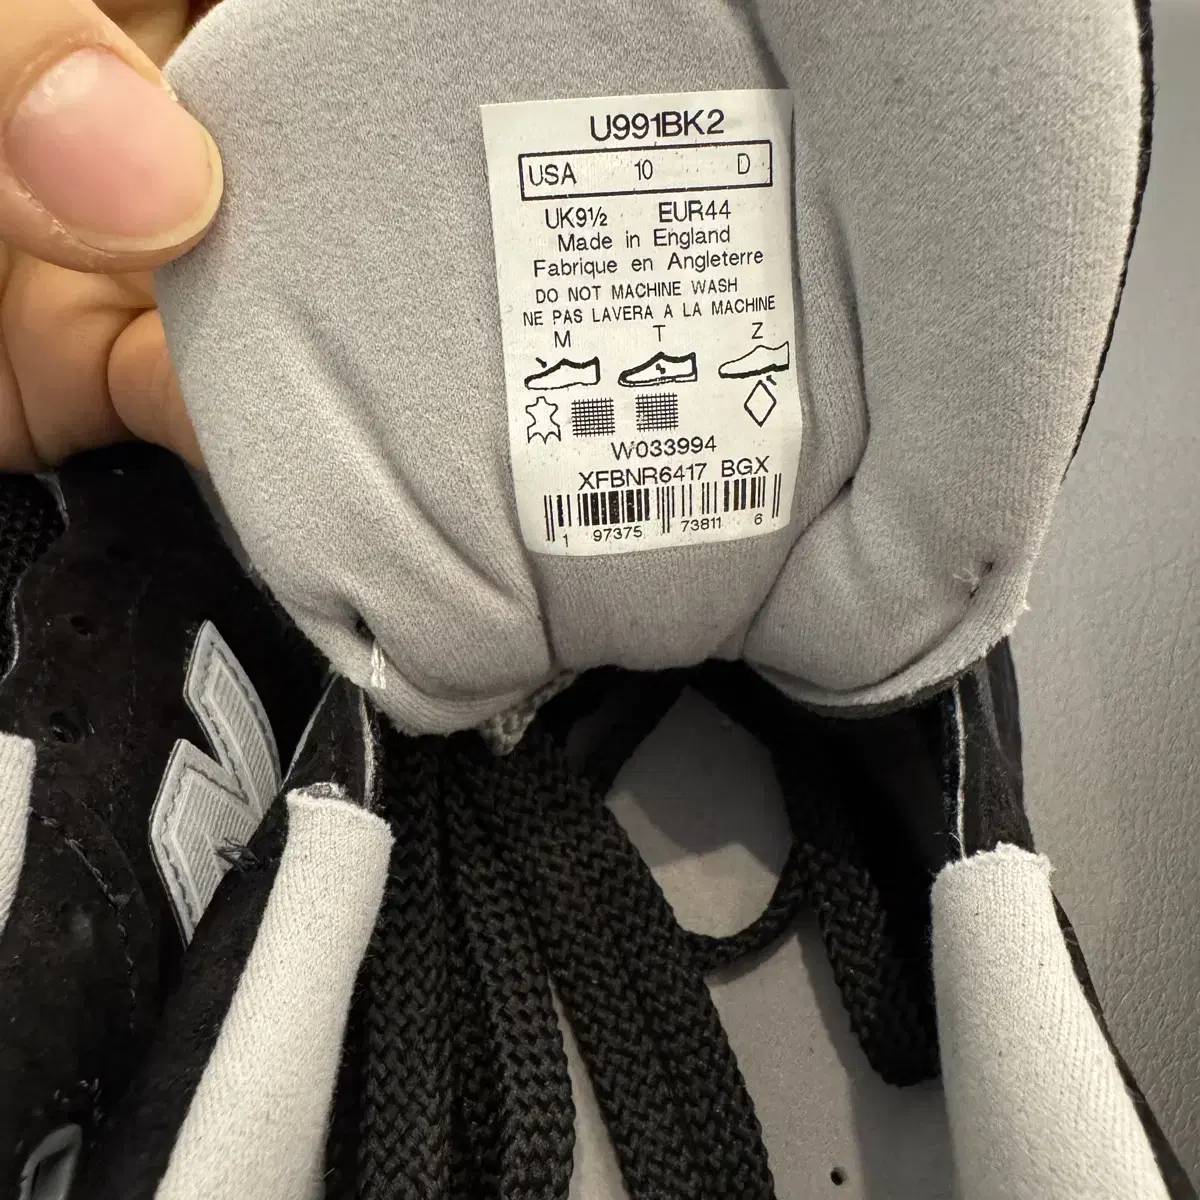 U991BK2
USA 10 D
UK9½ EUR44
Made in England
Fabrique en Angleterre
DO NOT MACHINE WASH
NE PAS LAVERA A LA MACHINE
M T Z
W033994
XFBNR6417 BGX
1 97375 73811 6